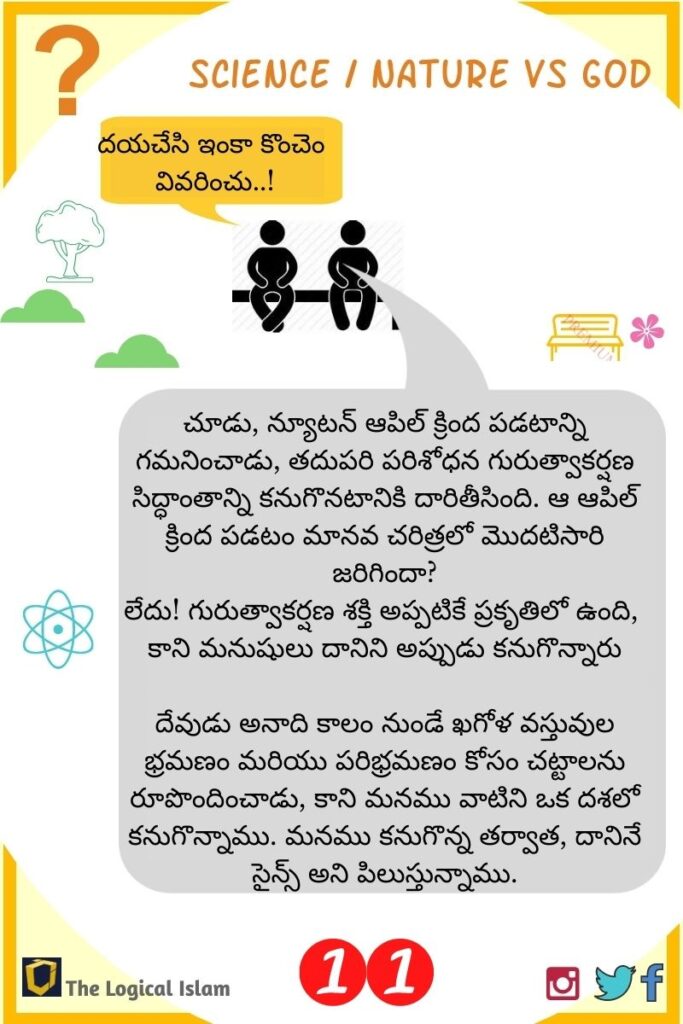 ?
SCIENCE / NATURE VS GOD
దయచేసి ఇంకా కొంచెం
వివరించు..!
చూడు, న్యూటన్ ఆపిల్ క్రింద పడటాన్ని
గమనించాడు, తదుపరి పరిశోధన గురుత్వాకర్షణ
సిద్ధాంతాన్ని కనుగొనటానికి దారితీసింది. ఆ ఆపిల్
క్రింద పడటం మానవ చరిత్రలో మొదటిసారి
జరిగిందా?
లేదు! గురుత్వాకర్షణ శక్తి అప్పటికే ప్రకృతిలో ఉంది,
కాని మనుషులు దానిని అప్పుడు కనుగొన్నారు
దేవుడు అనాది కాలం నుండే ఖగోళ వస్తువుల
భ్రమణం మరియు పరిభ్రమణం కోసం చట్టాలను
రూపొందించాడు, కాని మనము వాటిని ఒక దశలో
కనుగొన్నాము. మనము కనుగొన్న తర్వాత, దానినే
సైన్స్ అని పిలుస్తున్నాము.
The Logical Islam
11